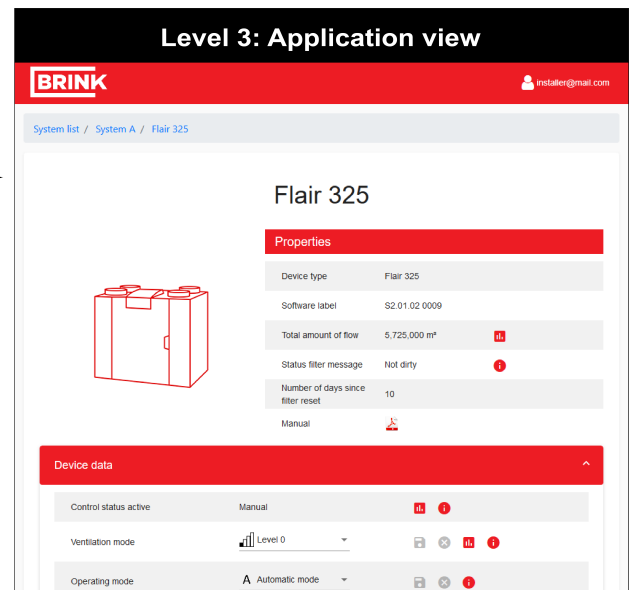 Level 3: Application view
BRINK
installer@mail.com
System list / System A / Flair 325
Flair 325
Properties
Device type Flair 325
Software label S2.01.02 0009
Total amount of flow 5,725,000 m³
Status filter message Not dirty
Number of days since
filter reset 10
Manual
Device data
Control status active Manual
Ventilation mode Level 0
Operating mode A Automatic mode